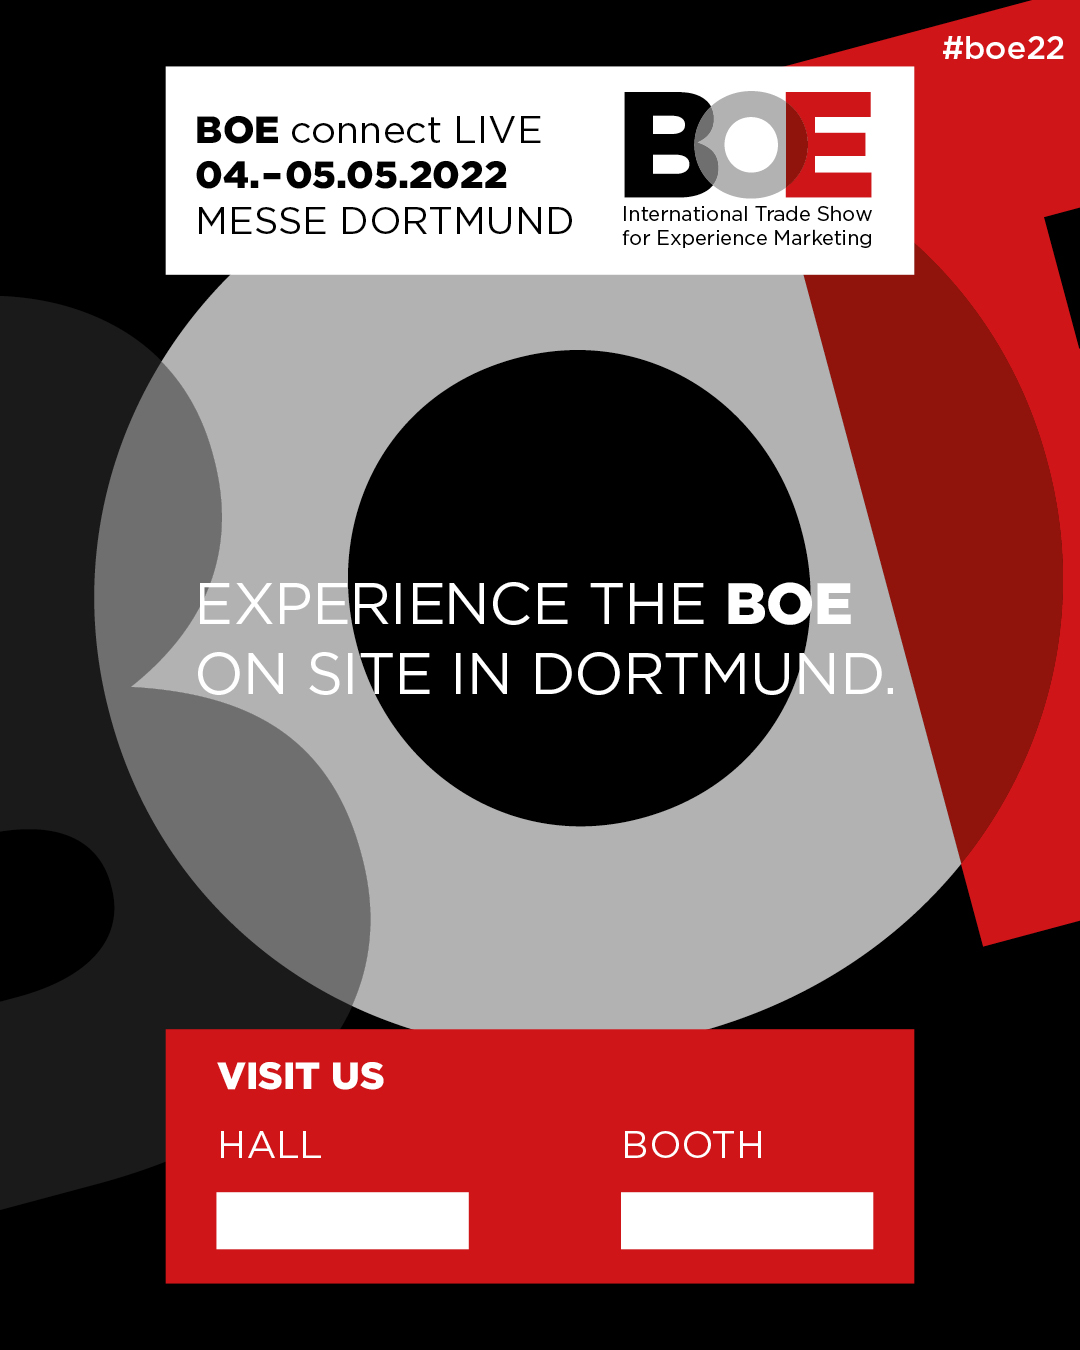 #boe22
BOE connect LIVE
04.–05.05.2022
MESSE DORTMUND
BOE
International Trade Show
for Experience Marketing
EXPERIENCE THE BOE
ON SITE IN DORTMUND.
VISIT US
HALL
BOOTH